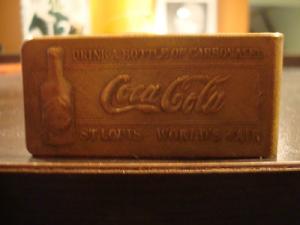 DRINK A BOTTLE OF CARBONATED
Coca Cola
ST LOUIS WORLD'S FAIR